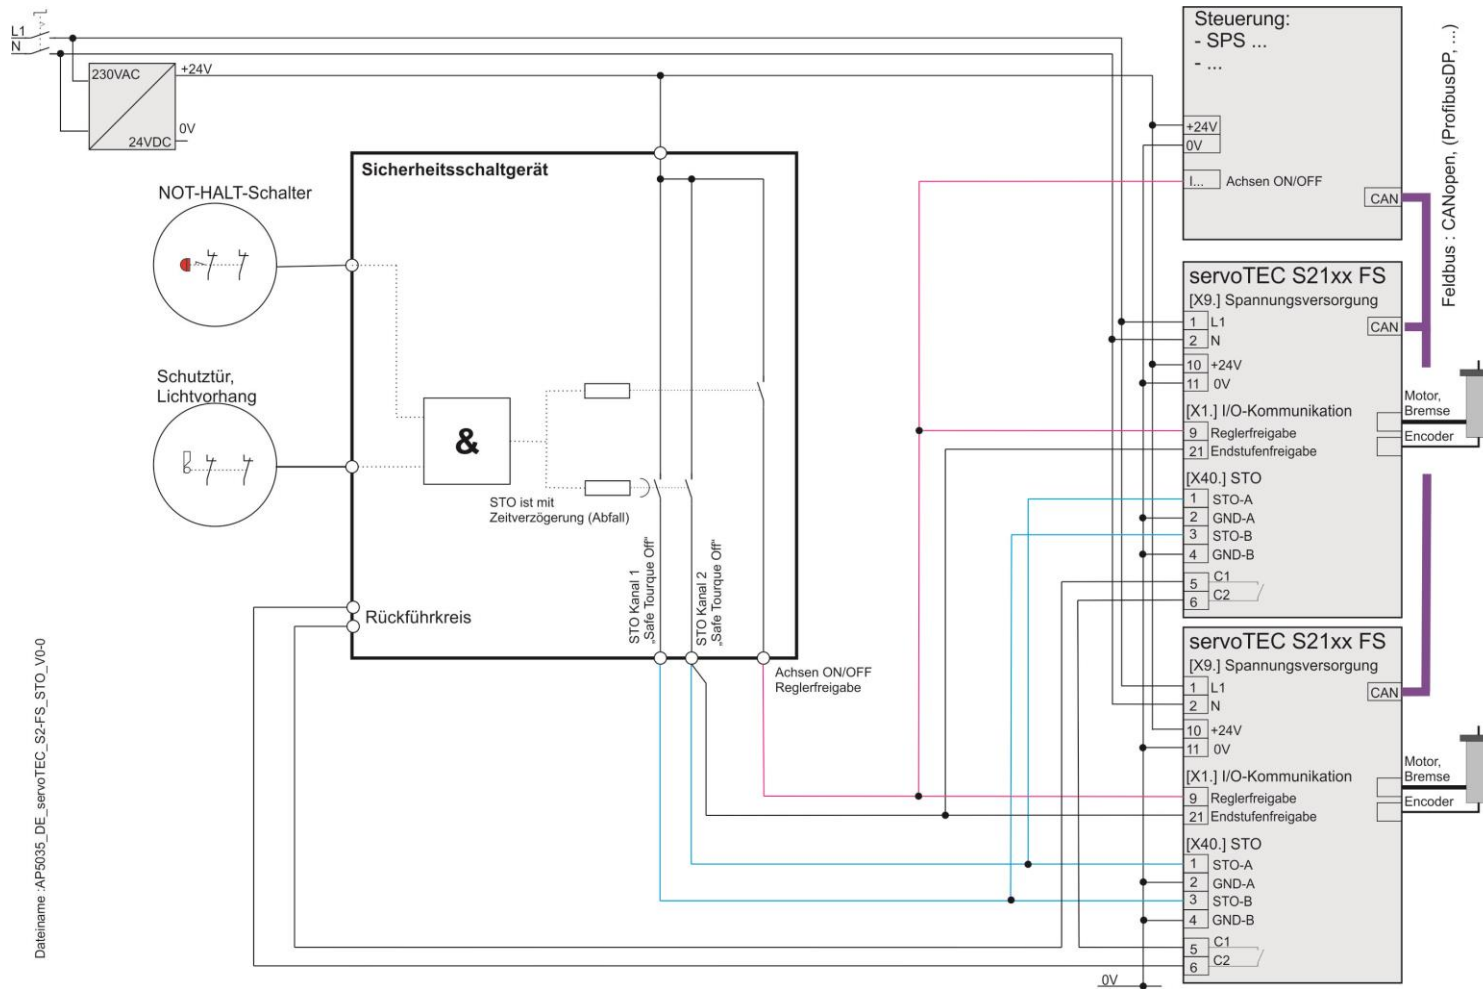 L1
N
230VAC
24VDC
+24V
0V
Sicherheitsschaltgerät
NOT-HALT-Schalter
Schutztür,
Lichtvorhang
&
STO ist mit
Zeitverzögerung (Abfall)
STO Kanal 1
„Safe Tourque Off“
STO Kanal 2
„Safe Tourque Off“
Rückführkreis
Achsen ON/OFF
Reglerfreigabe
Steuerung:
- SPS ...
- ...
+24V
0V
I... Achsen ON/OFF
CAN
Feldbus : CANopen, (ProfibusDP, ...)
servoTEC S21xx FS
[X9.] Spannungsversorgung
1 L1
2 N
CAN
10 +24V
11 0V
[X1.] I/O-Kommunikation
9 Reglerfreigabe
21 Endstufenfreigabe
Motor,
Bremse
Encoder
[X40.] STO
1 STO-A
2 GND-A
3 STO-B
4 GND-B
5 C1
6 C2
servoTEC S21xx FS
[X9.] Spannungsversorgung
1 L1
2 N
CAN
10 +24V
11 0V
[X1.] I/O-Kommunikation
9 Reglerfreigabe
21 Endstufenfreigabe
Motor,
Bremse
Encoder
[X40.] STO
1 STO-A
2 GND-A
3 STO-B
4 GND-B
5 C1
6 C2
0V
Dateiname :AP5035_DE_servoTEC_S2-FS_STO_V0-0